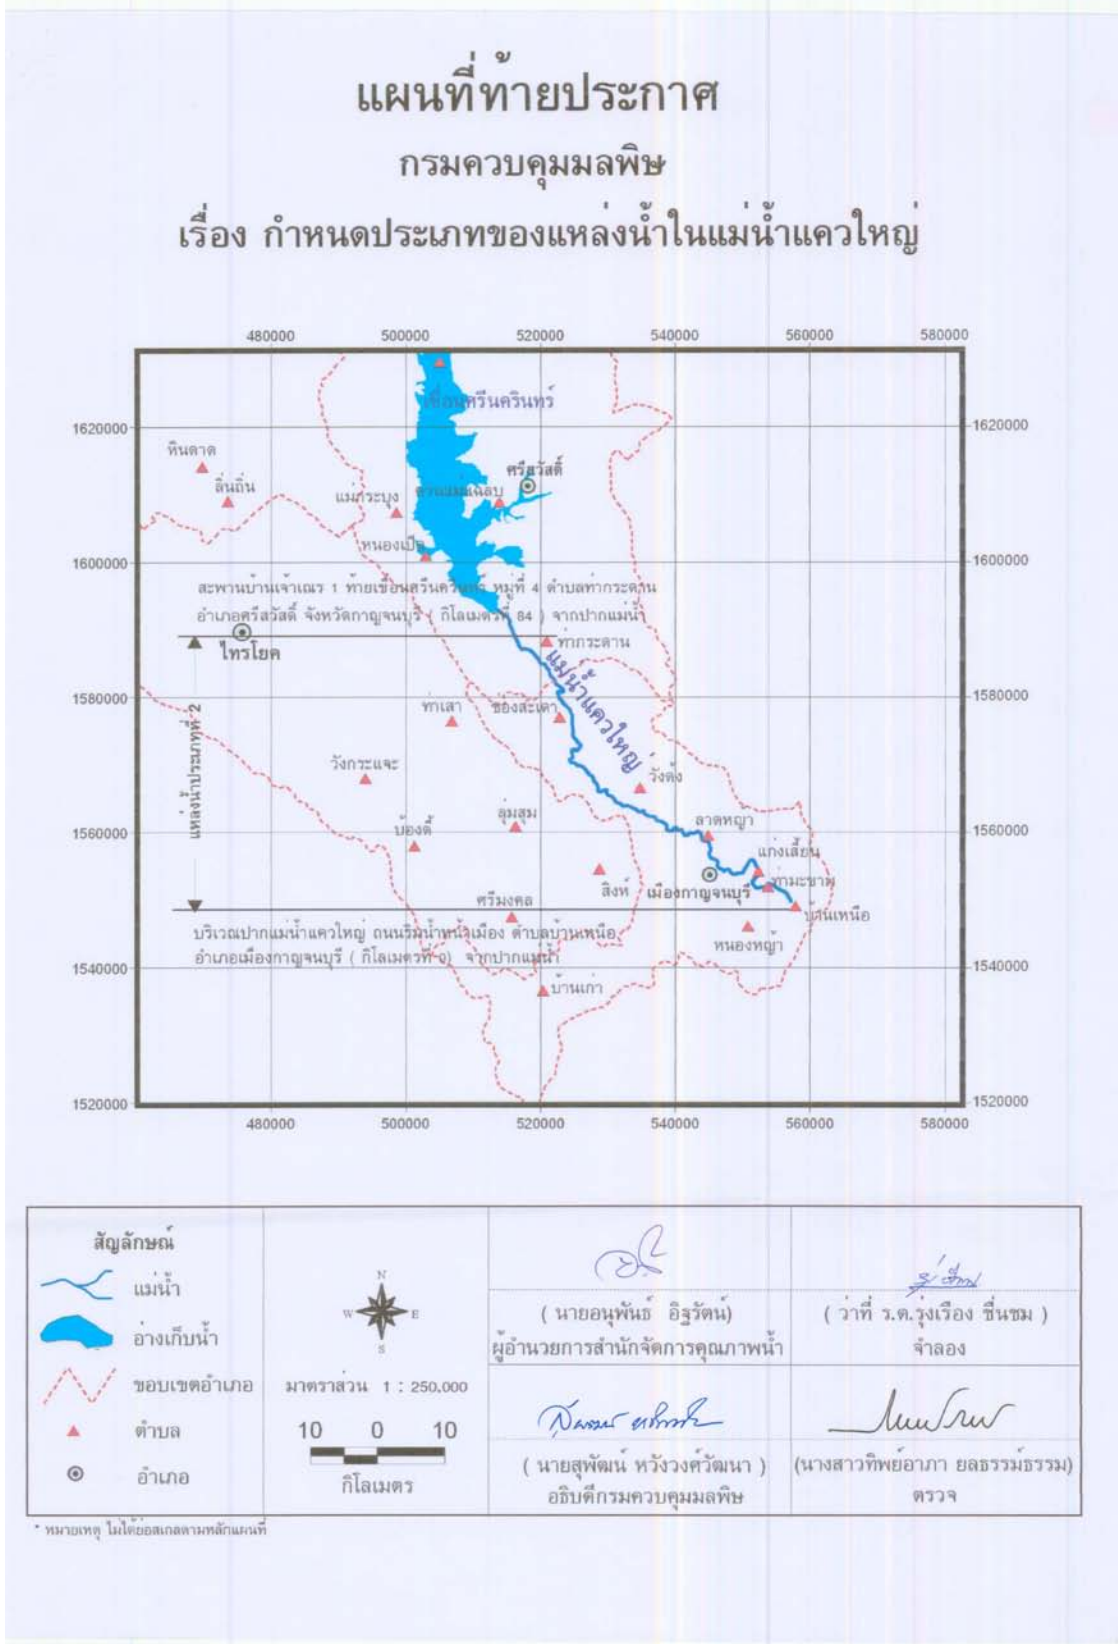 แผนที่ท้ายประกาศ
กรมควบคุมมลพิษ
เรื่อง กำหนดประเภทของแหล่งน้ำในแม่น้ำแควใหญ่
480000 500000 520000 540000 560000 580000
เขื่อนศรีนครินทร์
1620000 1620000
หินดาด
ศรีสวัสดิ์
ลิ่นถิ่น
แม่กระบุง
ด่านแม่แฉลบ
หนองเป็ด
1600000 1600000
สะพานบ้านเจ้าเณร 1 ท้ายเขื่อนศรีนครินทร์ หมู่ที่ 4 ตำบลท่ากระดาน
อำเภอศรีสวัสดิ์ จังหวัดกาญจนบุรี ( กิโลเมตรที่ 84 ) จากปากแม่น้ำ
ไทรโยค
ท่ากระดาน
แม่น้ำแควใหญ่
1580000 1580000
ท่าเสา
ช่องสะเดา
แหล่งน้ำประเภทที่ 2
วังกระแจะ
วังด้ง
ลุ่มสุ่ม
ลาดหญ้า
1560000 1560000
บ้องตี้
แก่งเสี้ยน
สิงห์
เมืองกาญจนบุรี
ท่ามะขาม
ศรีมงคล
บ้านเหนือ
บริเวณปากแม่น้ำแควใหญ่ ถนนริมน้ำหน้าเมือง ตำบลบ้านเหนือ
หนองหญ้า
อำเภอเมืองกาญจนบุรี ( กิโลเมตรที่ 0) จากปากแม่น้ำ
1540000 1540000
บ้านเก่า
1520000 1520000
480000 500000 520000 540000 560000 580000
สัญลักษณ์
แม่น้ำ
อ่างเก็บน้ำ
ขอบเขตอำเภอ
ตำบล
อำเภอ
N
W E
S
มาตราส่วน 1 : 250,000
10 0 10
กิโลเมตร
( นายอนุพันธ์ อิฐรัตน์)
ผู้อำนวยการสำนักจัดการคุณภาพน้ำ
( ว่าที่ ร.ต.รุ่งเรือง ชื่นชม )
จำลอง
( นายสุพัฒน์ หวังวงศ์วัฒนา )
อธิบดีกรมควบคุมมลพิษ
(นางสาวทิพย์อาภา ยลธรรม์ธรรม)
ตรวจ
* หมายเหตุ ไม่ได้ย่อสเกลตามหลักแผนที่